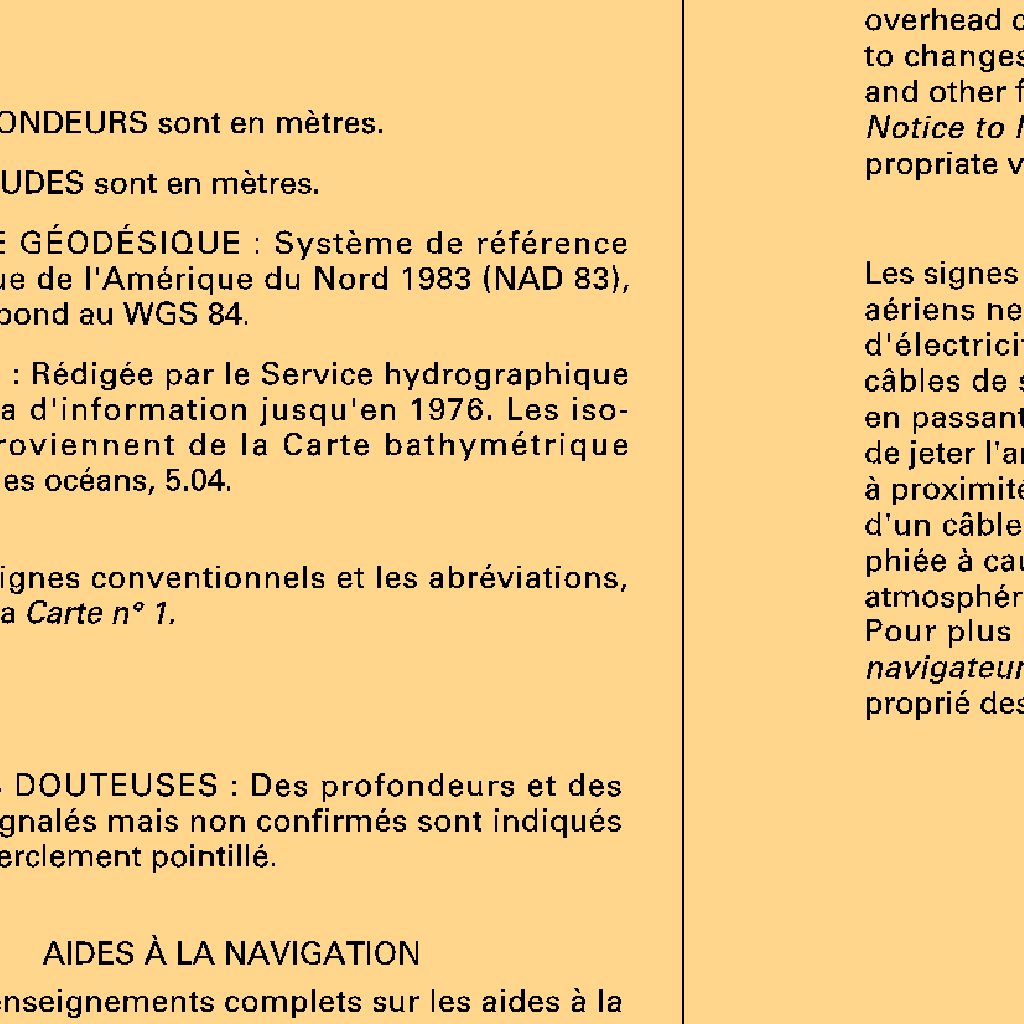 ONDEURS sont en mètres.
UDES sont en mètres.
E GÉODÉSIQUE : Système de référence
ue de l'Amérique du Nord 1983 (NAD 83),
pond au WGS 84.
: Rédigée par le Service hydrographique
a d'information jusqu'en 1976. Les iso-
roviennent de la Carte bathymétrique
es océans, 5.04.
ignes conventionnels et les abréviations,
a Carte n° 1.
DOUTEUSES : Des profondeurs et des
gnalés mais non confirmés sont indiqués
erclement pointillé.
AIDES À LA NAVIGATION
enseignements complets sur les aides à la
overhead c
to changes
and other f
Notice to
propriate v
Les signes
aériens ne
d'électrici
câbles de s
en passant
de jeter l'a
à proximité
d'un câble
phiée à cau
atmosphér
Pour plus
navigateur
proprié des